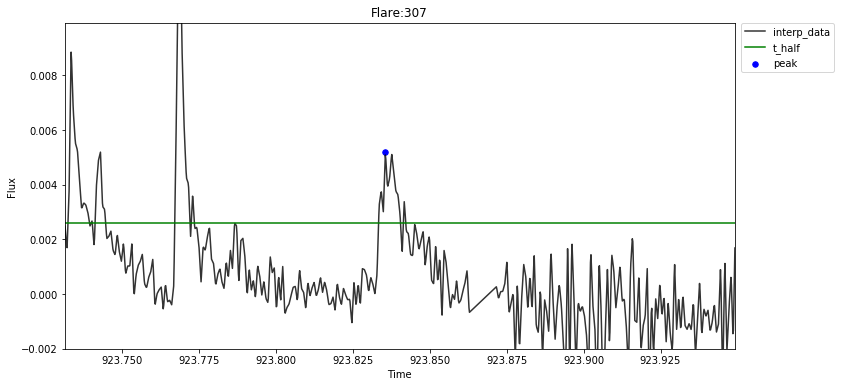 Flare:307
interp_data
t_half
peak
0.008
0.006
0.004
0.002
0.000
−0.002
Flux
923.750 923.775 923.800 923.825 923.850 923.875 923.900 923.925
Time